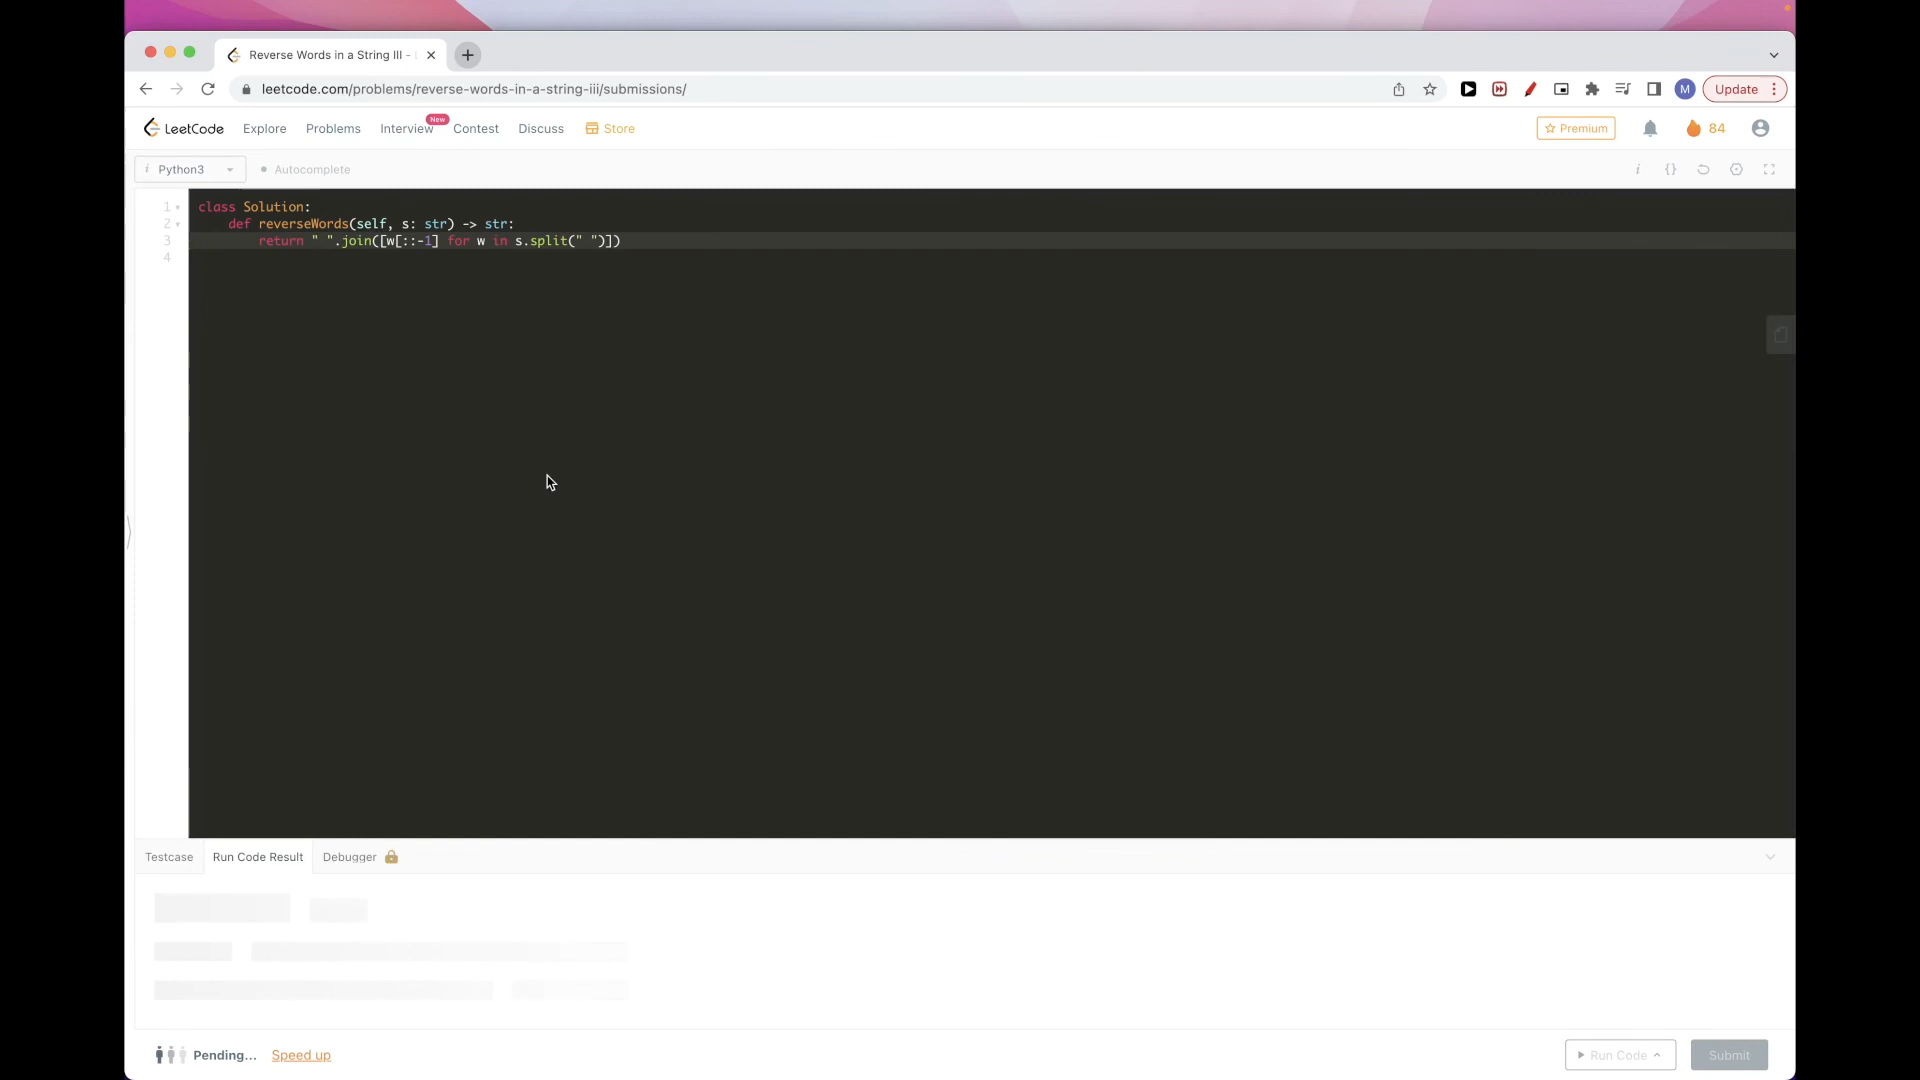 Reverse Words in a String III -
leetcode.com/problems/reverse-words-in-a-string-iii/submissions/
M
Update
LeetCode
Explore
Problems
Interview
New
Contest
Discuss
Store
Premium
84
i Python3
Autocomplete
i {}
1 class Solution:
2 def reverseWords(self, s: str) -> str:
3 return " ".join([w[::-1] for w in s.split(" ")])
4
Testcase
Run Code Result
Debugger
Pending...
Speed up
Run Code
Submit